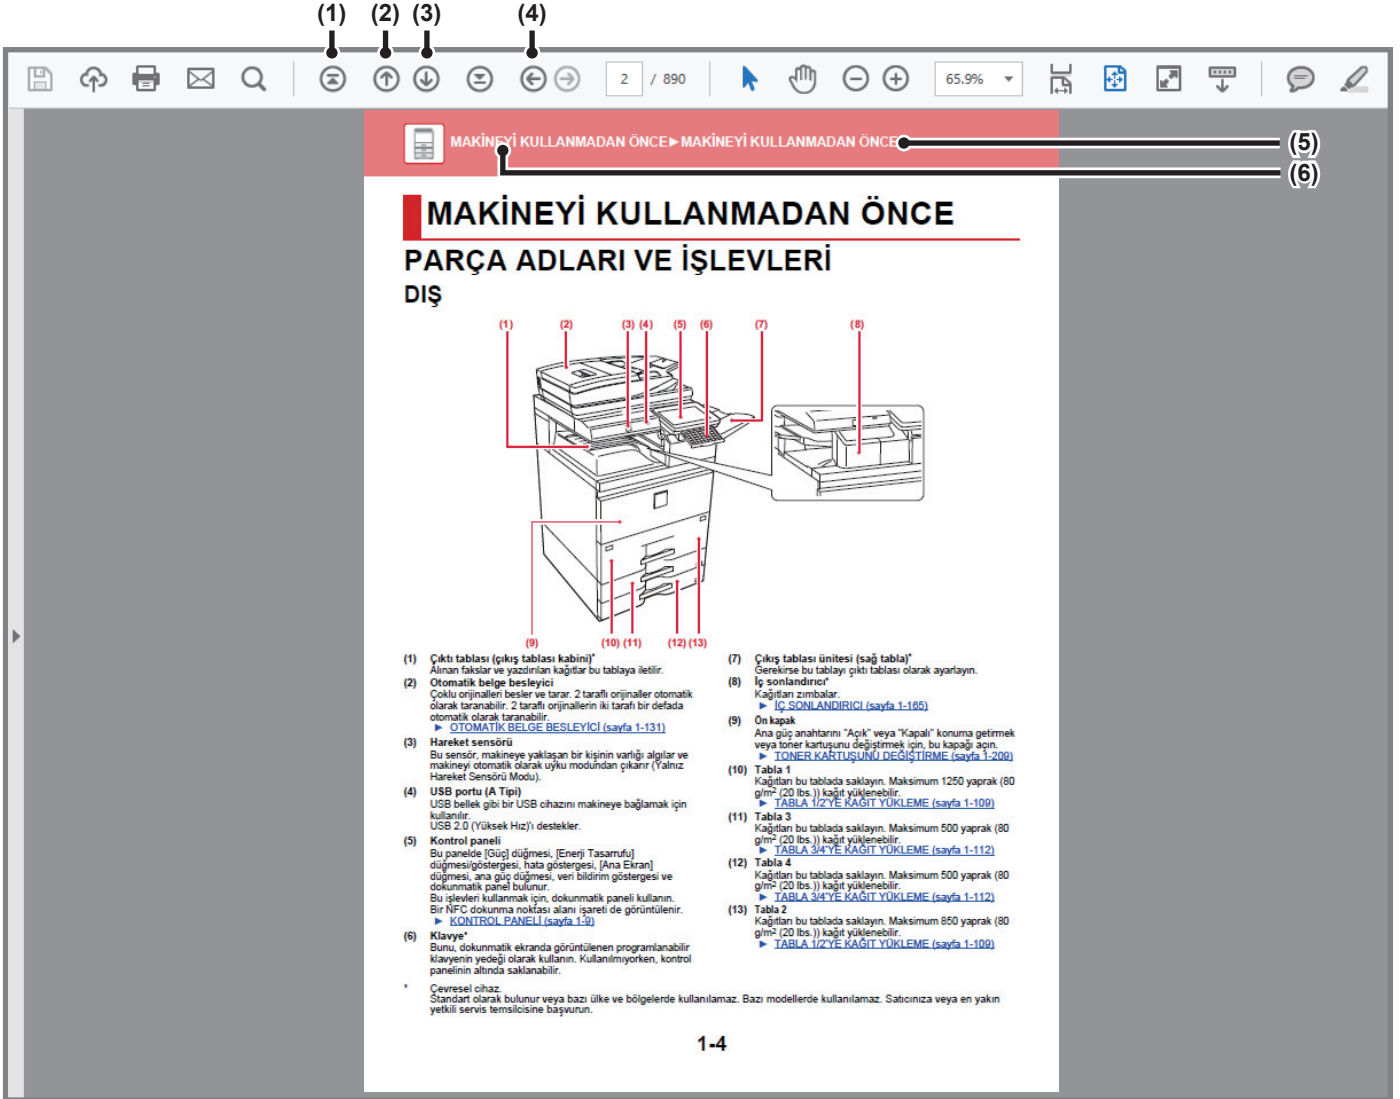 (1) (2) (3) (4)
2 / 890
65.9%
MAKİNEYİ KULLANMADAN ÖNCE►MAKİNEYİ KULLANMADAN ÖNCE
(5)
(6)
MAKİNEYİ KULLANMADAN ÖNCE
PARÇA ADLARI VE İŞLEVLERİ
DIŞ
(1) (2) (3) (4) (5) (6) (7) (8)
(9) (10) (11) (12) (13)
(1) Çıktı tablası (çıkış tablası kabini)*
Alınan fakslar ve yazdırılan kağıtlar bu tablaya iletilir.
(2) Otomatik belge besleyici
Çoklu orijinalleri besler ve tarar. 2 taraflı orijinaller otomatik
olarak taranabilir. 2 taraflı orijinallerin iki tarafı bir defada
otomatik olarak taranabilir.
► OTOMATİK BELGE BESLEYİCİ (sayfa 1-131)
(3) Hareket sensörü
Bu sensör, makineye yaklaşan bir kişinin varlığı algılar ve
makineyi otomatik olarak uyku modundan çıkarır (Yalnız
Hareket Sensörü Modu).
(4) USB portu (A Tipi)
USB bellek gibi bir USB cihazını makineye bağlamak için
kullanılır.
USB 2.0 (Yüksek Hız)'ı destekler.
(5) Kontrol paneli
Bu panelde [Güç] düğmesi, [Enerji Tasarrufu]
düğmesi/göstergesi, hata göstergesi, [Ana Ekran]
düğmesi, ana güç düğmesi, veri bildirim göstergesi ve
dokunmatik panel bulunur.
Bu işlevleri kullanmak için, dokunmatik paneli kullanın.
Bir NFC dokunma noktası alanı işareti de görüntülenir.
► KONTROL PANELİ (sayfa 1-9)
(6) Klavye*
Bunu, dokunmatik ekranda görüntülenen programlanabilir
klavyenin yedeği olarak kullanın. Kullanılmıyorken, kontrol
panelinin altında saklanabilir.
(7) Çıkış tablası ünitesi (sağ tabla)*
Gerekirse bu tablayı çıktı tablası olarak ayarlayın.
(8) İç sonlandırıcı*
Kağıtları zımbalar.
► İÇ SONLANDIRICI (sayfa 1-165)
(9) Ön kapak
Ana güç anahtarını "Açık" veya "Kapalı" konuma getirmek
veya toner kartuşunu değiştirmek için, bu kapağı açın.
► TONER KARTUŞUNU DEĞİŞTİRME (sayfa 1-209)
(10) Tabla 1
Kağıtları bu tablada saklayın. Maksimum 1250 yaprak (80
g/m² (20 lbs.)) kağıt yüklenebilir.
► TABLA 1/2'YE KAĞIT YÜKLEME (sayfa 1-109)
(11) Tabla 3
Kağıtları bu tablada saklayın. Maksimum 500 yaprak (80
g/m² (20 lbs.)) kağıt yüklenebilir.
► TABLA 3/4'YE KAĞIT YÜKLEME (sayfa 1-112)
(12) Tabla 4
Kağıtları bu tablada saklayın. Maksimum 500 yaprak (80
g/m² (20 lbs.)) kağıt yüklenebilir.
► TABLA 3/4'YE KAĞIT YÜKLEME (sayfa 1-112)
(13) Tabla 2
Kağıtları bu tablada saklayın. Maksimum 850 yaprak (80
g/m² (20 lbs.)) kağıt yüklenebilir.
► TABLA 1/2'YE KAĞIT YÜKLEME (sayfa 1-109)
* Çevresel cihaz.
Standart olarak bulunur veya bazı ülke ve bölgelerde kullanılamaz. Bazı modellerde kullanılamaz. Satıcınıza veya en yakın
yetkili servis temsilcisine başvurun.
1-4